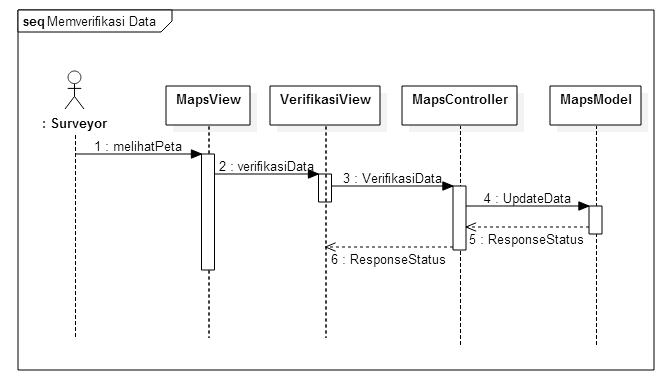 seq Memverifikasi Data
MapsView
VerifikasiView
MapsController
MapsModel
: Surveyor
1 : melihatPeta
2 : verifikasiData
3 : VerifikasiData
4 : UpdateData
5 : ResponseStatus
6 : ResponseStatus